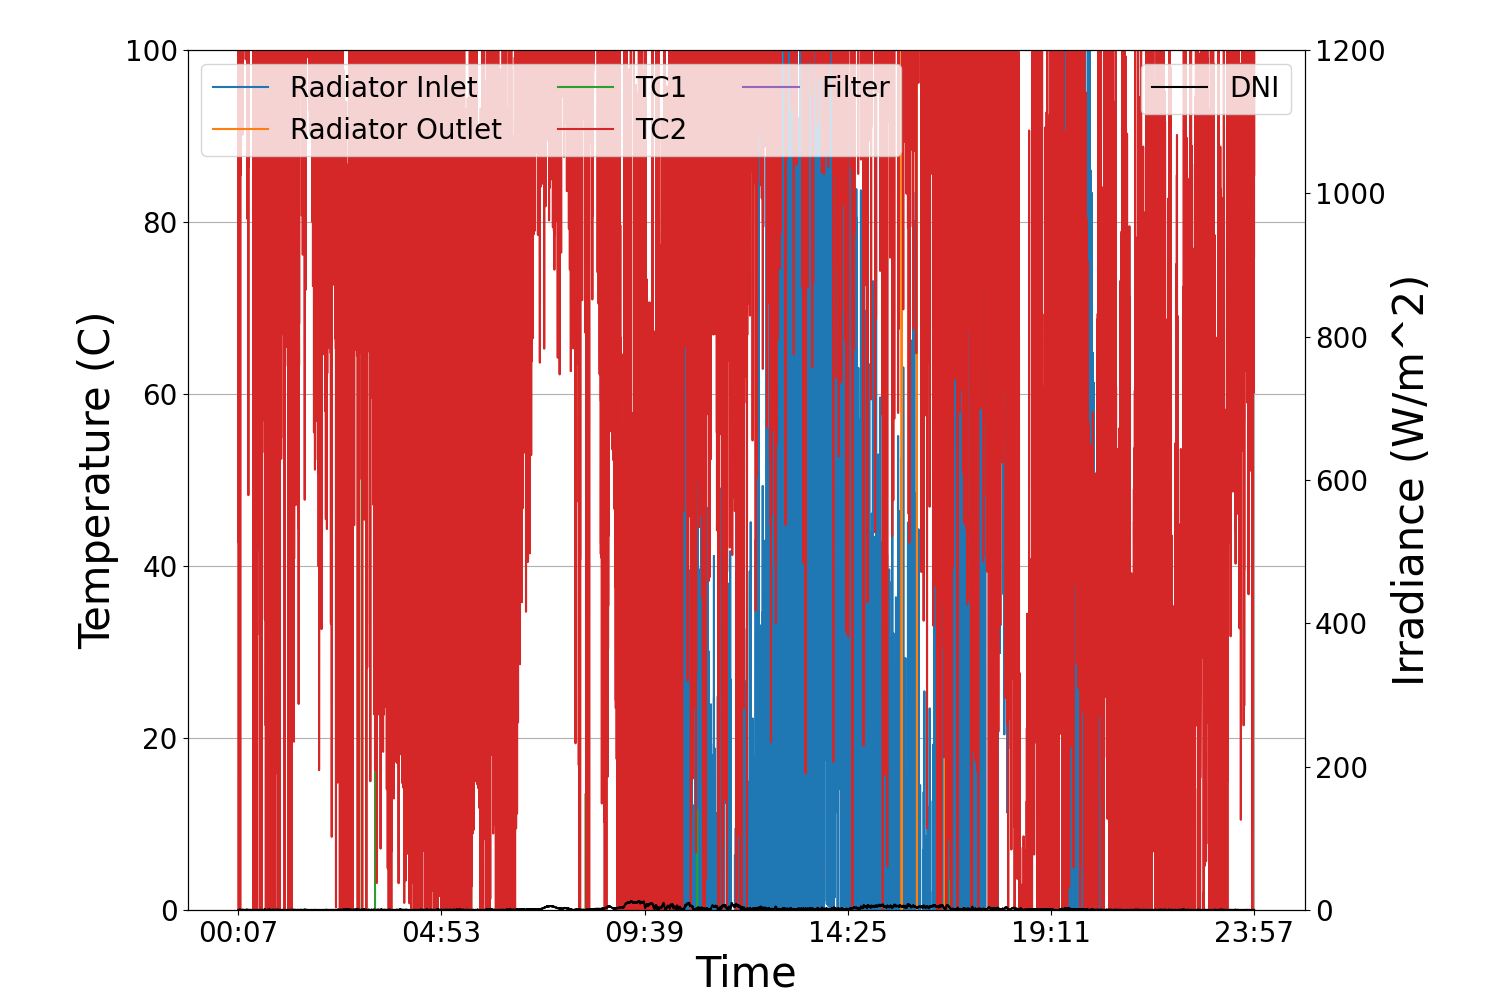 100
80
60
40
20
0
Temperature (C)
Radiator Inlet
Radiator Outlet
TC1
TC2
Filter
DNI
1200
1000
800
600
400
200
0
Irradiance (W/m^2)
00:07 04:53 09:39 14:25 19:11 23:57
Time